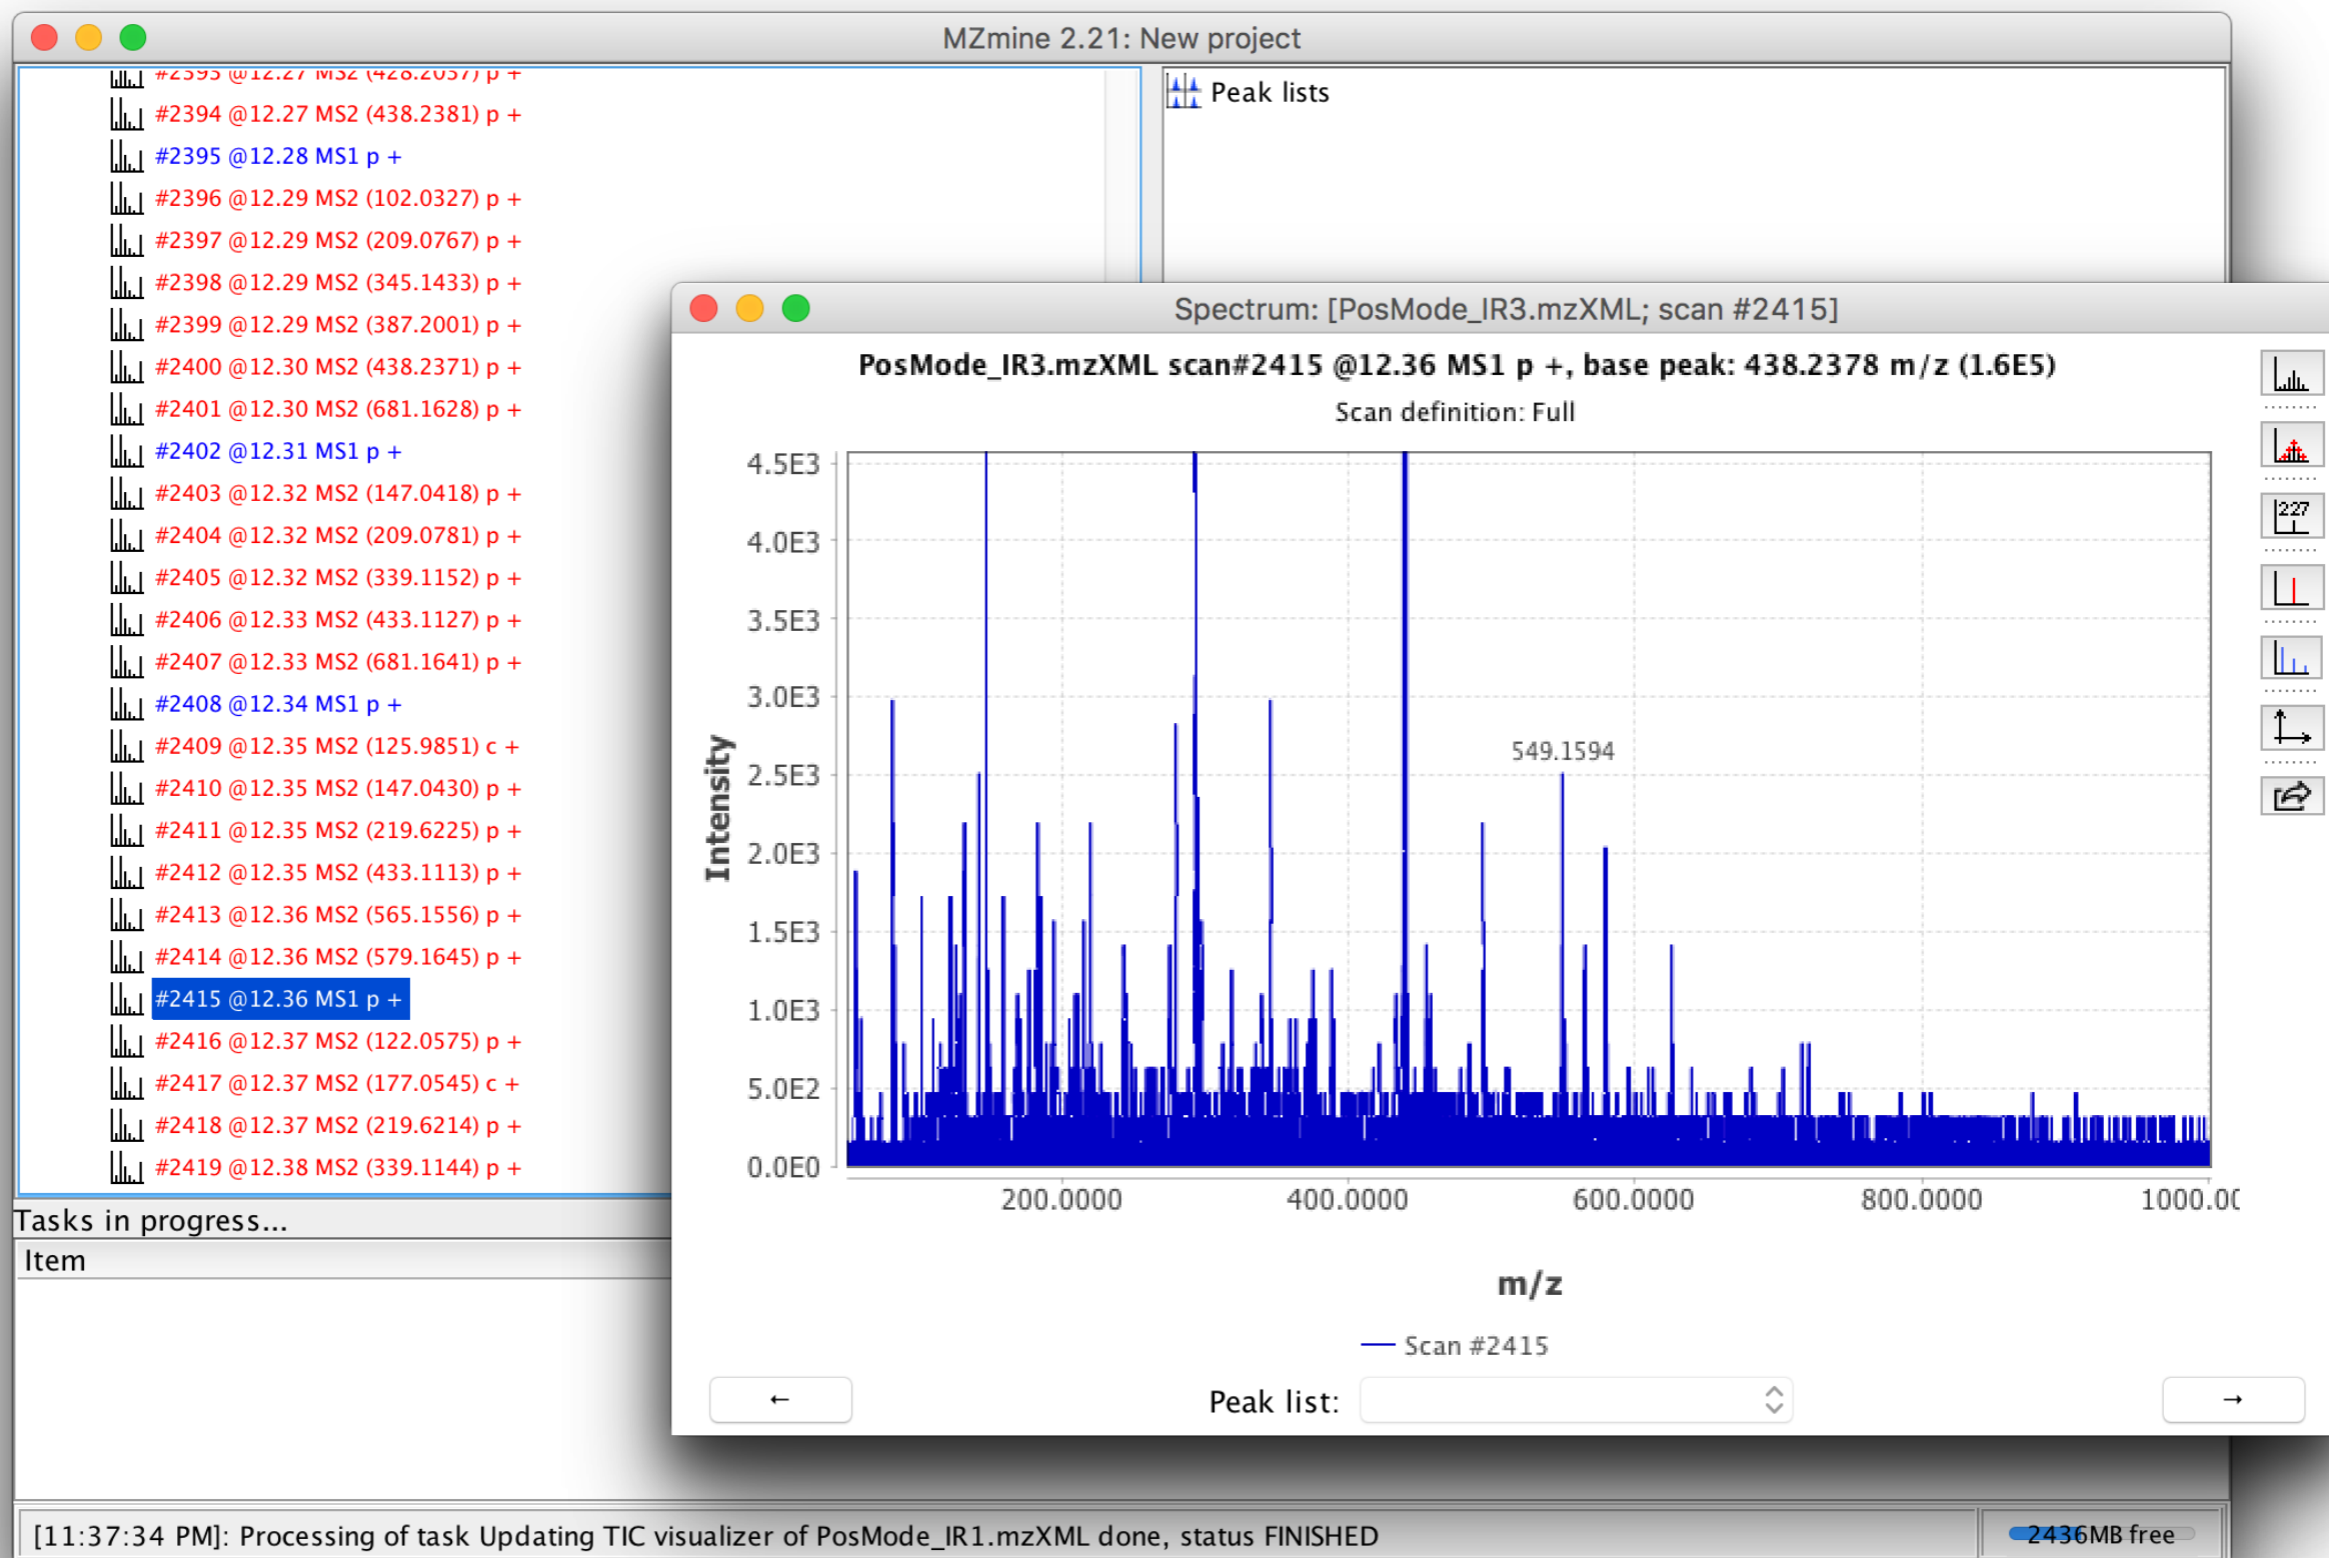 MZmine 2.21: New project
#2393 @12.27 MS2 (428.2037) p +
#2394 @12.27 MS2 (438.2381) p +
#2395 @12.28 MS1 p +
#2396 @12.29 MS2 (102.0327) p +
#2397 @12.29 MS2 (209.0767) p +
#2398 @12.29 MS2 (345.1433) p +
#2399 @12.29 MS2 (387.2001) p +
#2400 @12.30 MS2 (438.2371) p +
#2401 @12.30 MS2 (681.1628) p +
#2402 @12.31 MS1 p +
#2403 @12.32 MS2 (147.0418) p +
#2404 @12.32 MS2 (209.0781) p +
#2405 @12.32 MS2 (339.1152) p +
#2406 @12.33 MS2 (433.1127) p +
#2407 @12.33 MS2 (681.1641) p +
#2408 @12.34 MS1 p +
#2409 @12.35 MS2 (125.9851) c +
#2410 @12.35 MS2 (147.0430) p +
#2411 @12.35 MS2 (219.6225) p +
#2412 @12.35 MS2 (433.1113) p +
#2413 @12.36 MS2 (565.1556) p +
#2414 @12.36 MS2 (579.1645) p +
#2415 @12.36 MS1 p +
#2416 @12.37 MS2 (122.0575) p +
#2417 @12.37 MS2 (177.0545) c +
#2418 @12.37 MS2 (219.6214) p +
#2419 @12.38 MS2 (339.1144) p +
Peak lists
Spectrum: [PosMode_IR3.mzXML; scan #2415]
PosMode_IR3.mzXML scan#2415 @12.36 MS1 p +, base peak: 438.2378 m/z (1.6E5)
Scan definition: Full
Intensity
4.5E3
4.0E3
3.5E3
3.0E3
2.5E3
2.0E3
1.5E3
1.0E3
5.0E2
0.0E0
549.1594
200.0000 400.0000 600.0000 800.0000 1000.00
m/z
Scan #2415
227
← Peak list: →
Tasks in progress...
Item
[11:37:34 PM]: Processing of task Updating TIC visualizer of PosMode_IR1.mzXML done, status FINISHED
2436MB free